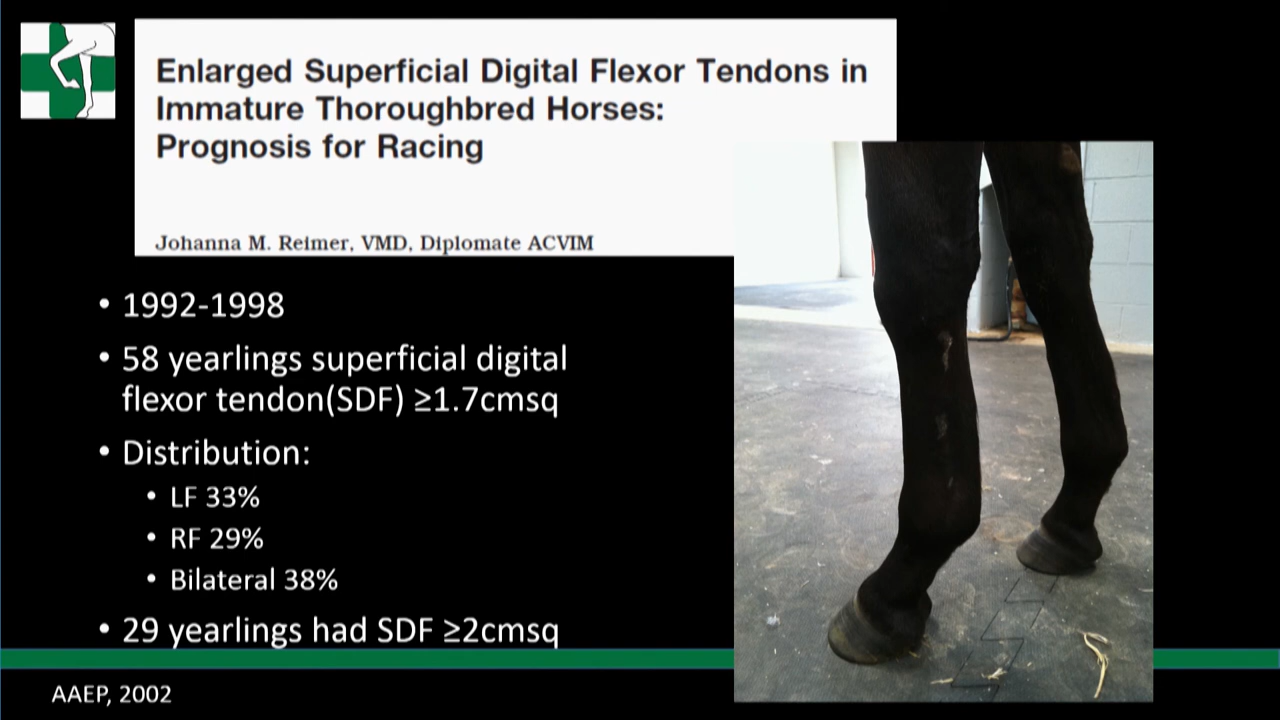 Enlarged Superficial Digital Flexor Tendons in
Immature Thoroughbred Horses:
Prognosis for Racing
Johanna M. Reimer, VMD, Diplomate ACVIM
• 1992-1998
• 58 yearlings superficial digital
flexor tendon(SDF) ≥1.7cmsq
• Distribution:
• LF 33%
• RF 29%
• Bilateral 38%
• 29 yearlings had SDF ≥2cmsq
AAEP, 2002